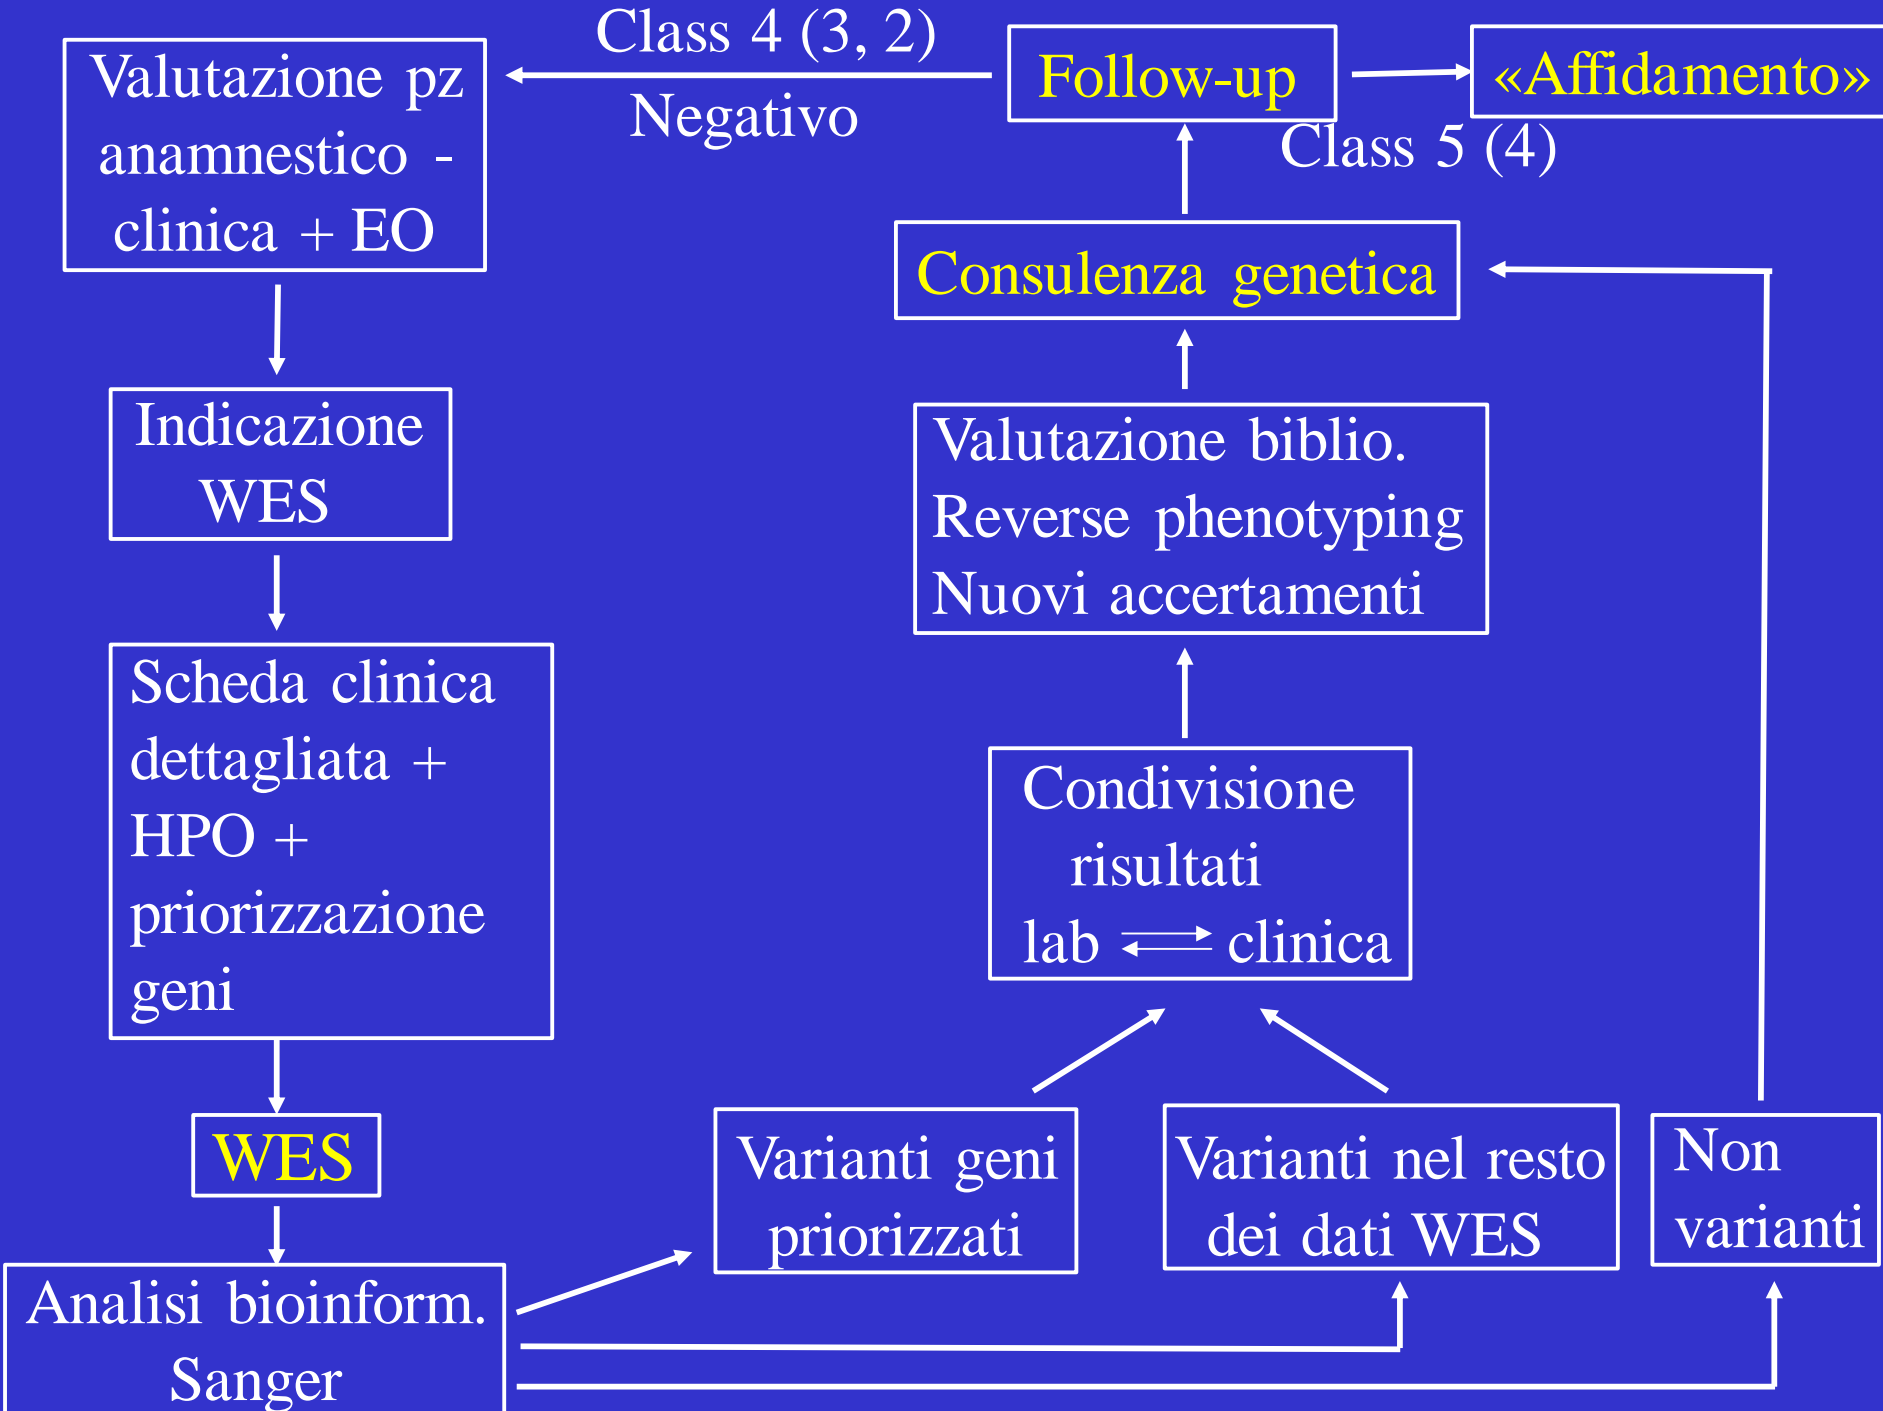 Valutazione pz
anamnestico -
clinica + EO
Class 4 (3, 2)
Negativo
Follow-up
«Affidamento»
Class 5 (4)
Consulenza genetica
Indicazione
WES
Valutazione biblio.
Reverse phenotyping
Nuovi accertamenti
Scheda clinica
dettagliata +
HPO +
priorizzazione
geni
Condivisione
risultati
lab clinica
WES
Varianti geni
priorizzati
Varianti nel resto
dei dati WES
Non
varianti
Analisi bioinform.
Sanger